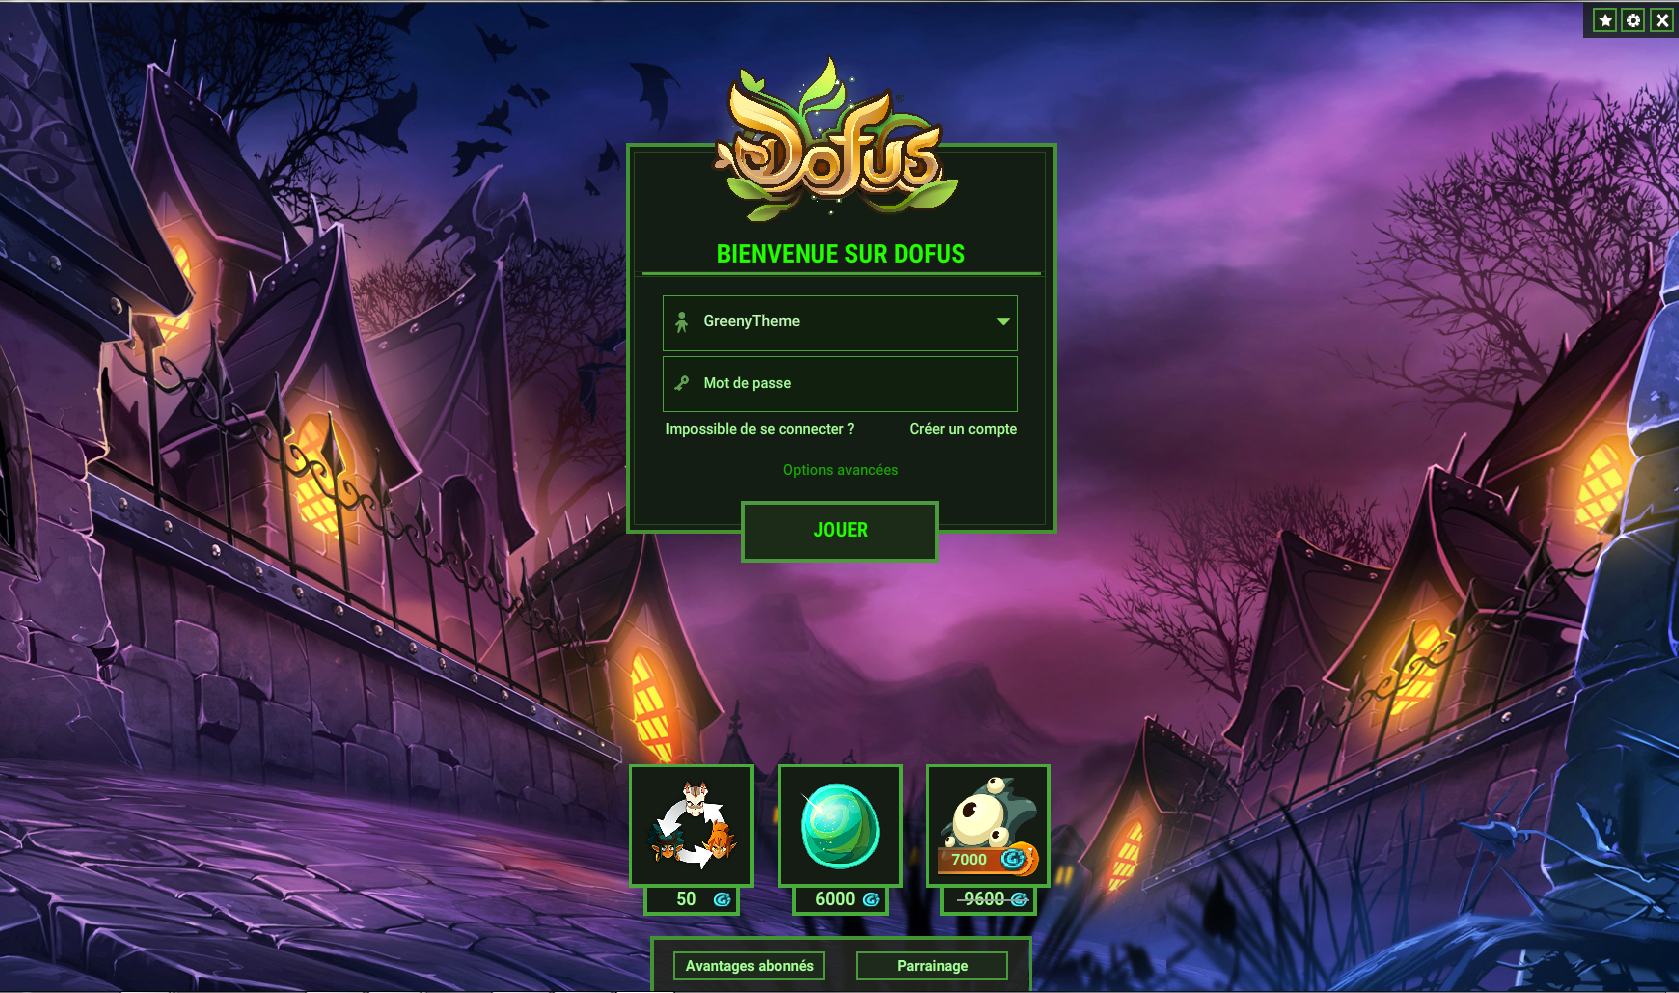 Dofus
BIENVENUE SUR DOFUS
GreenyTheme
Mot de passe
Impossible de se connecter ? Créer un compte
Options avancées
JOUER
7000
50 6000 9600
Avantages abonnés Parrainage